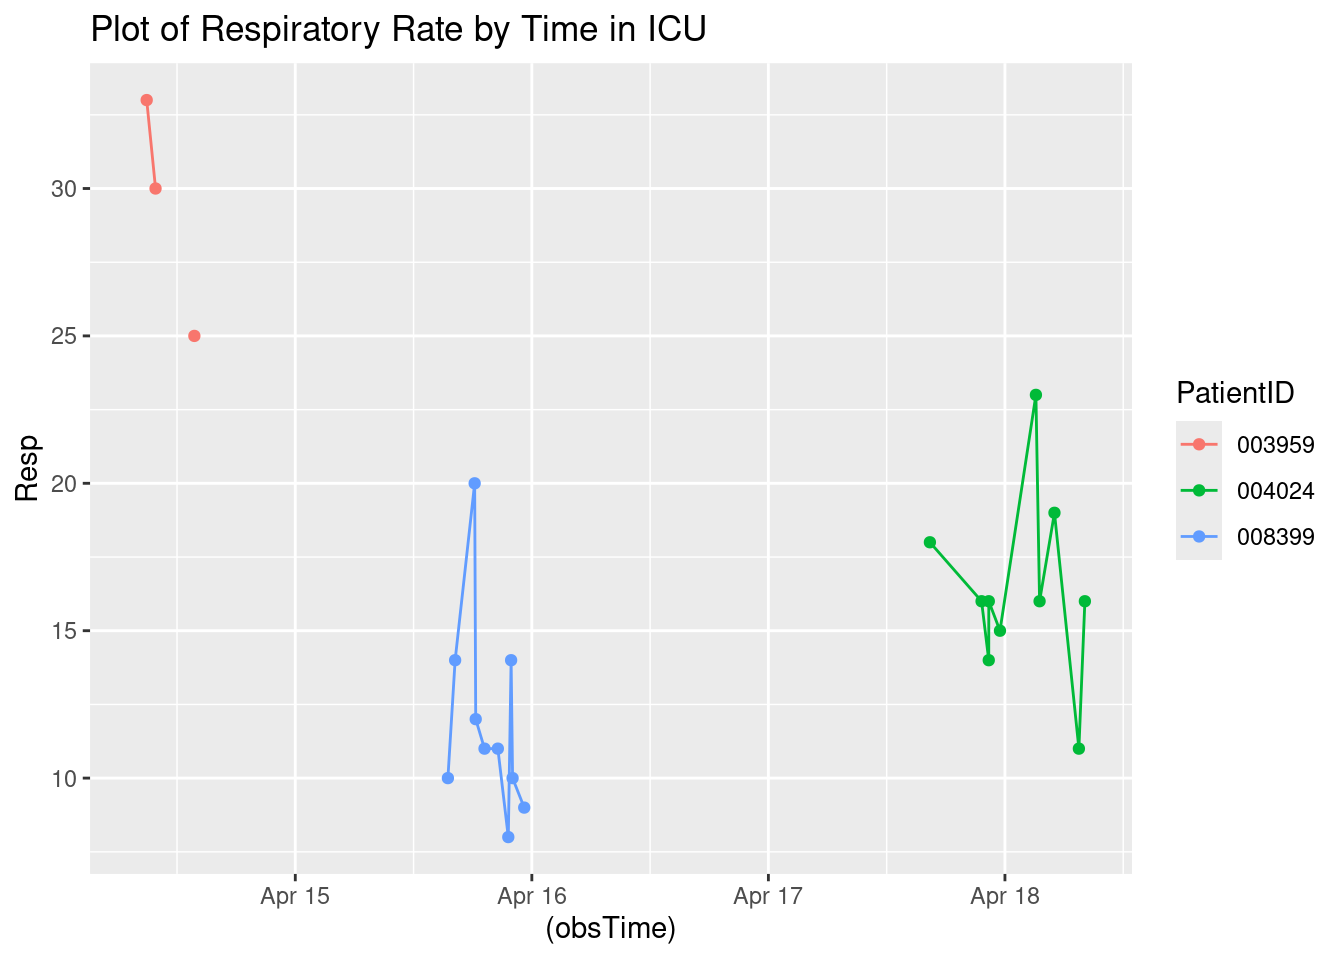 Plot of Respiratory Rate by Time in ICU
30
25
20
15
10
Resp
Apr 15
Apr 16
Apr 17
Apr 18
(obsTime)
PatientID
003959
004024
008399